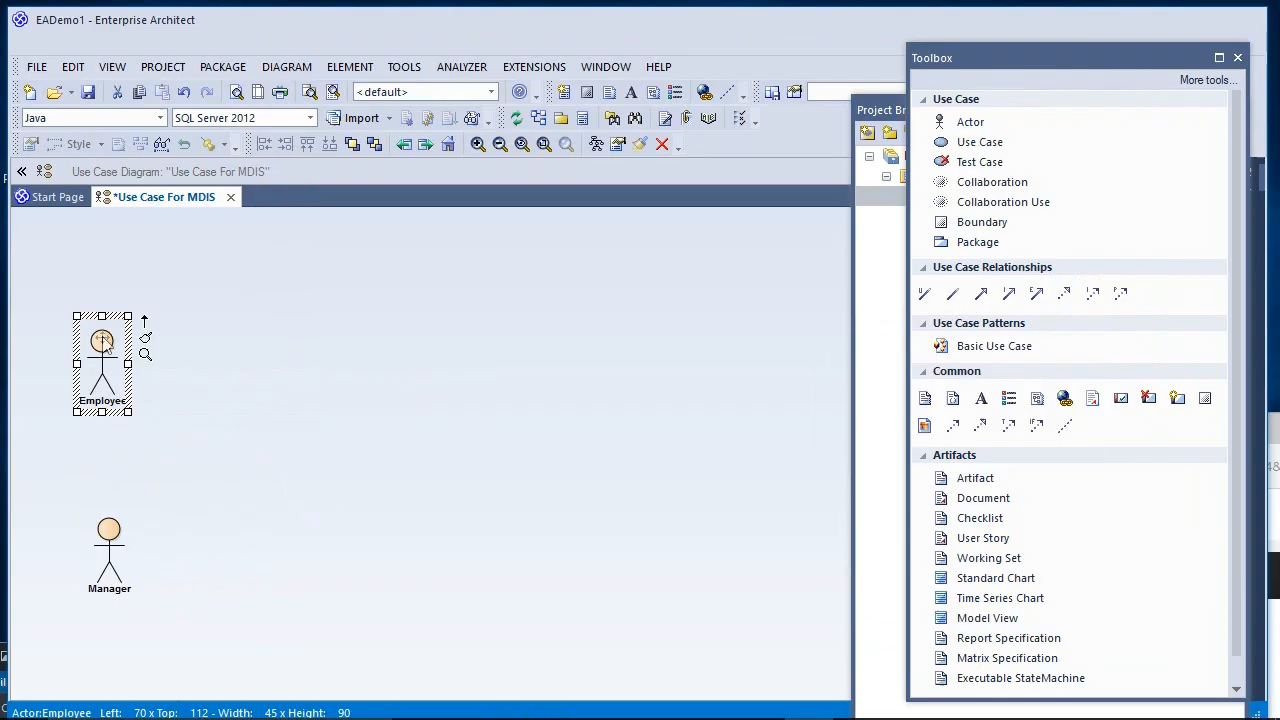 EADemo1 - Enterprise Architect
FILE EDIT VIEW PROJECT PACKAGE DIAGRAM ELEMENT TOOLS ANALYZER EXTENSIONS WINDOW HELP
<default>
Java SQL Server 2012 Import
Style
Use Case Diagram: "Use Case For MDIS"
Start Page *Use Case For MDIS
Employee
Manager
Project Br
Toolbox
More tools...
Use Case
Actor
Use Case
Test Case
Collaboration
Collaboration Use
Boundary
Package
Use Case Relationships
Use Case Patterns
Basic Use Case
Common
Artifacts
Artifact
Document
Checklist
User Story
Working Set
Standard Chart
Time Series Chart
Model View
Report Specification
Matrix Specification
Executable StateMachine
Actor:Employee Left: 70 x Top: 112 - Width: 45 x Height: 90